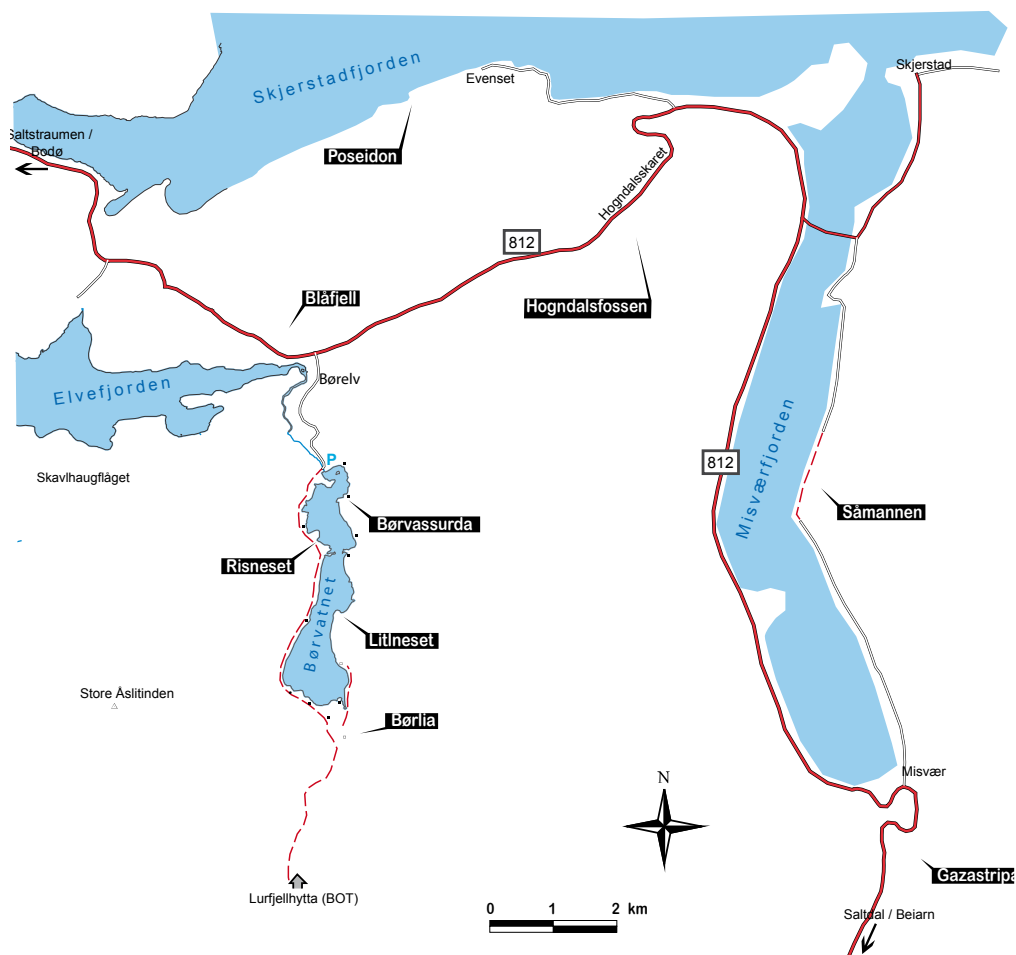 Skjerstadfjorden
Evenset
Skjerstad
Saltstraumen /
Bodø
Poseidon
Hogndalsskaret
812
Hogndalsfossen
Blåfjell
Elvefjorden
Børelv
P
Skavlhaugflåget
Misværfjorden
812
Såmannen
Børvassurda
Risneset
Børvatnet
Litlneset
Store Åslitinden
Børlia
Misvær
N
Gazastripa
Lurfjellhytta (BOT)
0 1 2 km
Saltdal / Beiarn